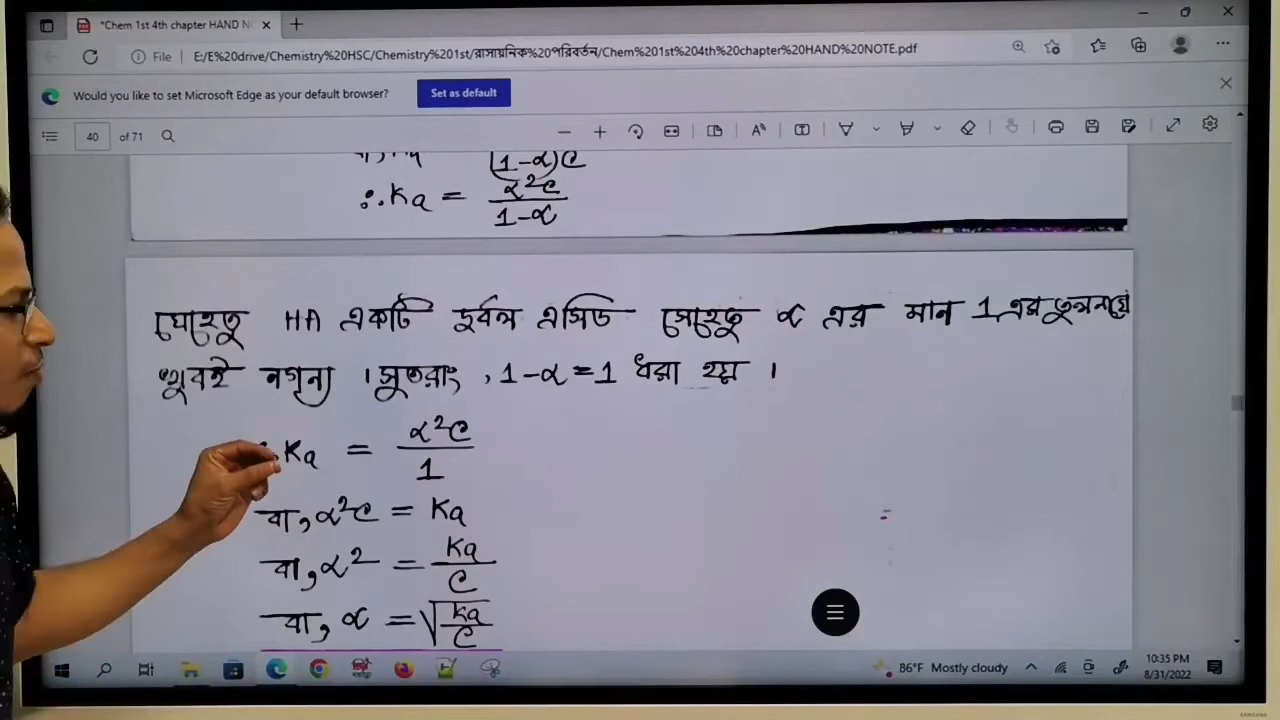 *Chem 1st 4th chapter HAND NO
File E:/E%20drive/Chemistry%20HSC/Chemistry%201st/রাসায়নিক%20পরিবর্তন/Chem%201st%204th%20chapter%20HAND%20NOTE.pdf
Would you like to set Microsoft Edge as your default browser? Set as default
40 of 71
(1-α)C
∴Ka = α²C / 1-α
যেহেতু HA একটি দুর্বল এসিড সেহেতু α এর মান 1 এর তুলনায়
খুবই নগন্য । সুতরাং, 1-α = 1 ধরা হয় ।
∴Ka = α²C / 1
বা, α²C = Ka
বা, α² = Ka / C
বা, α = √Ka / C
86°F Mostly cloudy
10:35 PM
8/31/2022
SAMSUNG